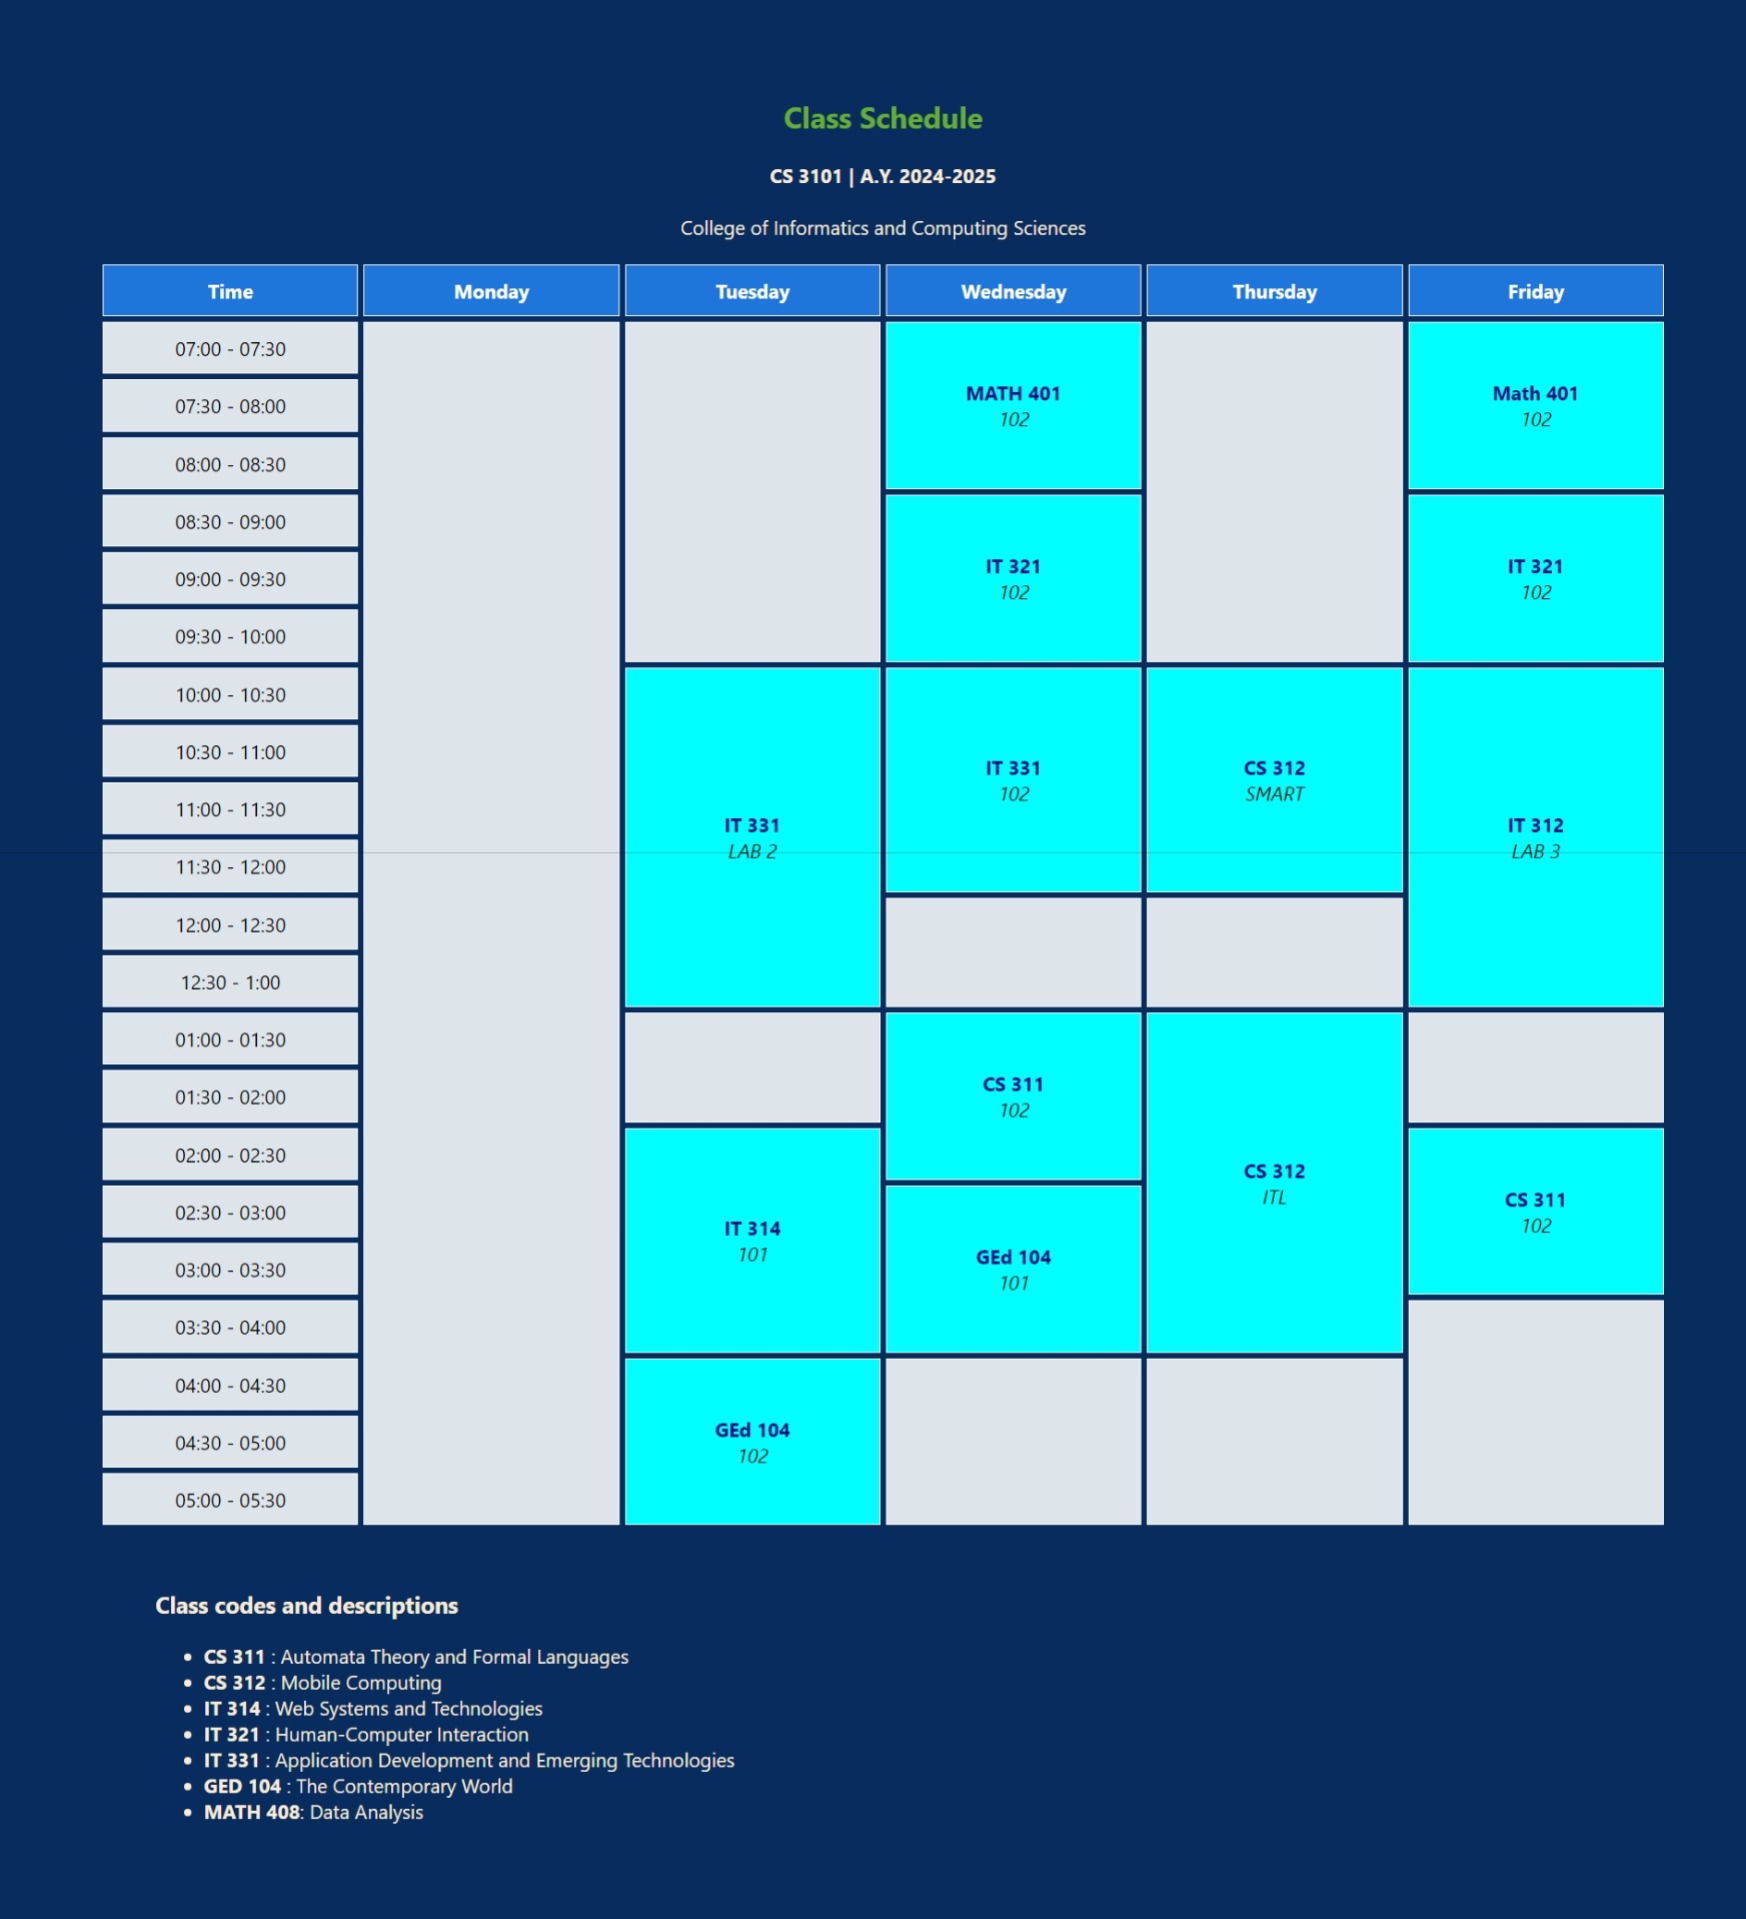 Class Schedule
CS 3101 | A.Y. 2024-2025
College of Informatics and Computing Sciences
Time Monday Tuesday Wednesday Thursday Friday
07:00 - 07:30
MATH 401
102
Math 401
102
07:30 - 08:00
08:00 - 08:30
08:30 - 09:00
IT 321
102
IT 321
102
09:00 - 09:30
09:30 - 10:00
10:00 - 10:30
IT 331
LAB 2
IT 331
102
CS 312
SMART
IT 312
LAB 3
10:30 - 11:00
11:00 - 11:30
11:30 - 12:00
12:00 - 12:30
12:30 - 1:00
01:00 - 01:30
CS 311
102
CS 312
ITL
01:30 - 02:00
02:00 - 02:30
IT 314
101
CS 311
102
02:30 - 03:00
GEd 104
101
03:00 - 03:30
03:30 - 04:00
04:00 - 04:30
GEd 104
102
04:30 - 05:00
05:00 - 05:30
Class codes and descriptions
CS 311 : Automata Theory and Formal Languages
CS 312 : Mobile Computing
IT 314 : Web Systems and Technologies
IT 321 : Human-Computer Interaction
IT 331 : Application Development and Emerging Technologies
GED 104 : The Contemporary World
MATH 408: Data Analysis